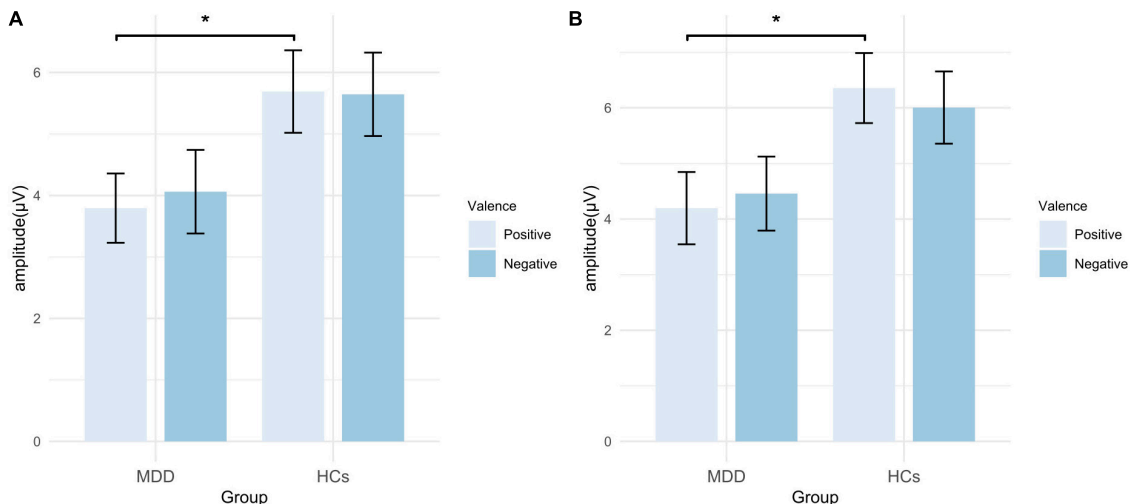 A
*
6
4
2
0
amplitude(µV)
MDD
HCs
Group
Valence
Positive
Negative
B
*
6
4
2
0
amplitude(µV)
MDD
HCs
Group
Valence
Positive
Negative